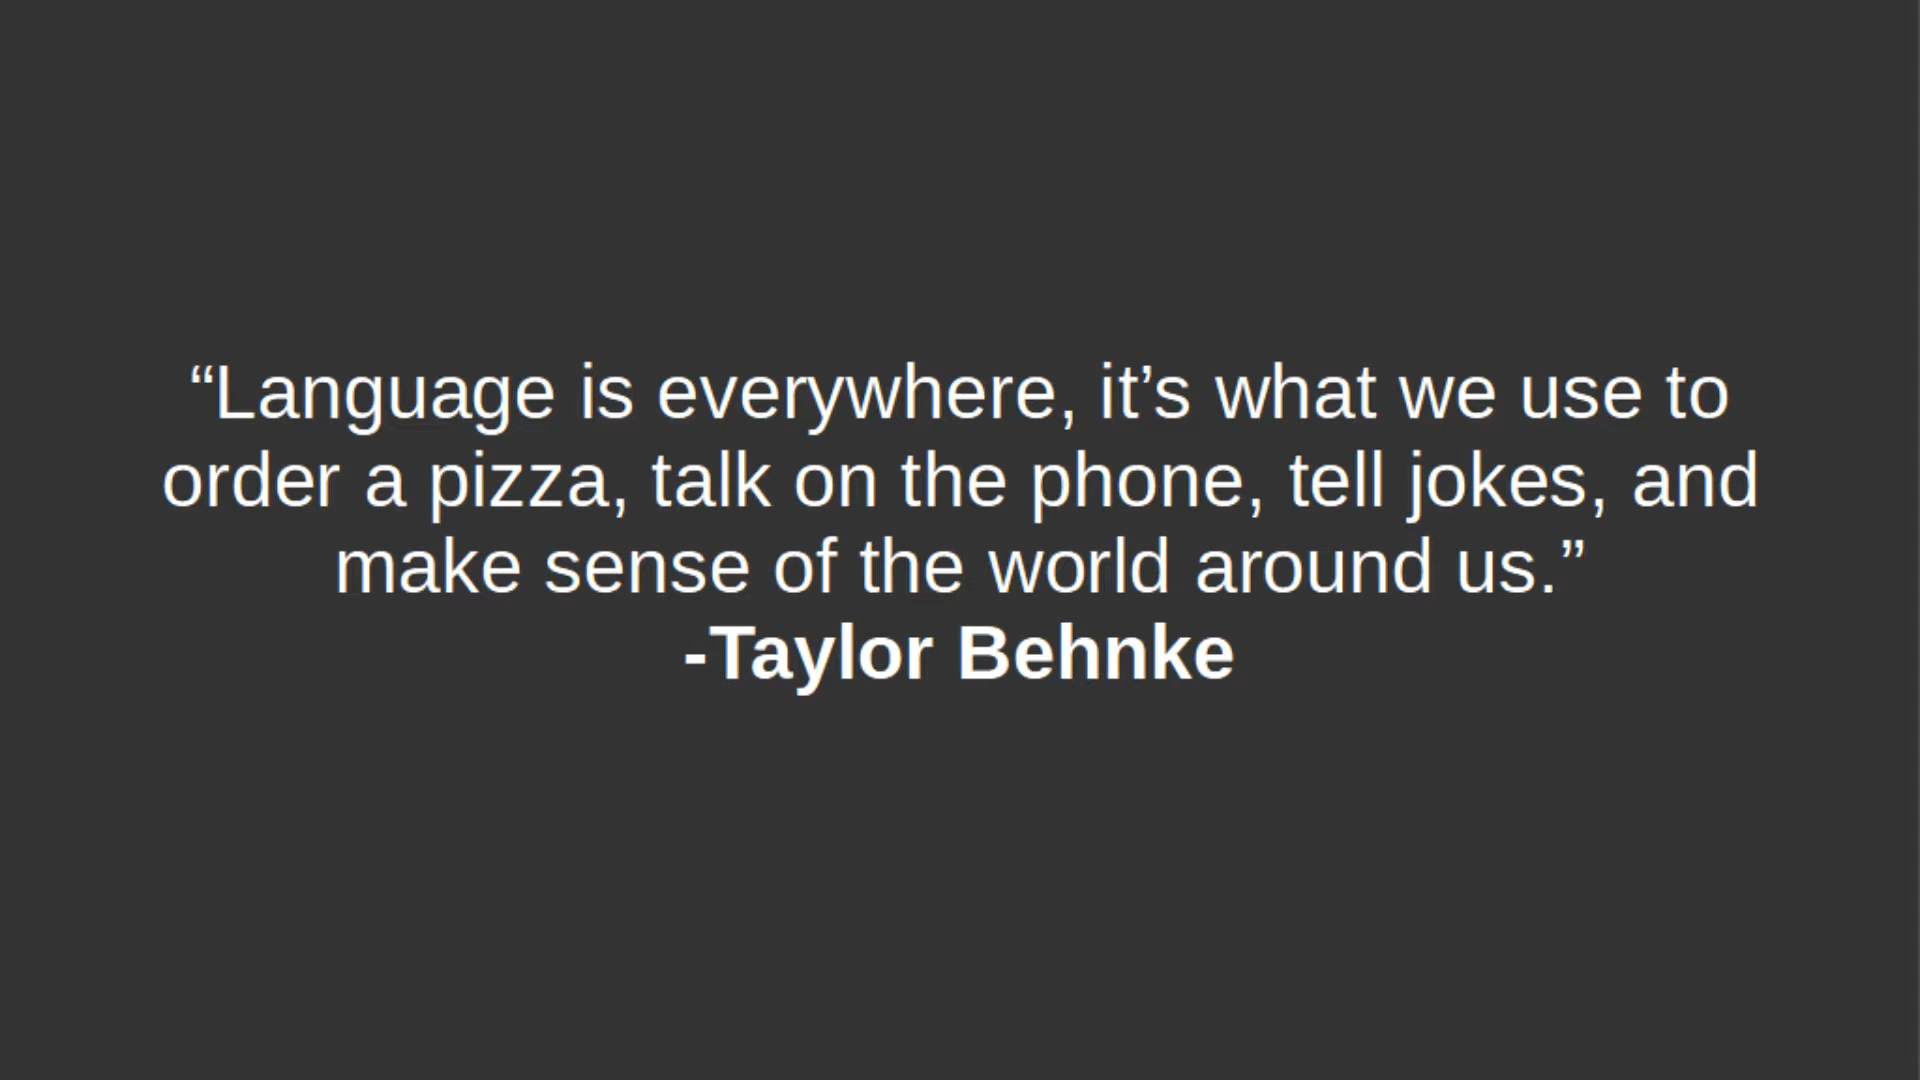 “Language is everywhere, it’s what we use to
order a pizza, talk on the phone, tell jokes, and
make sense of the world around us.”
-Taylor Behnke